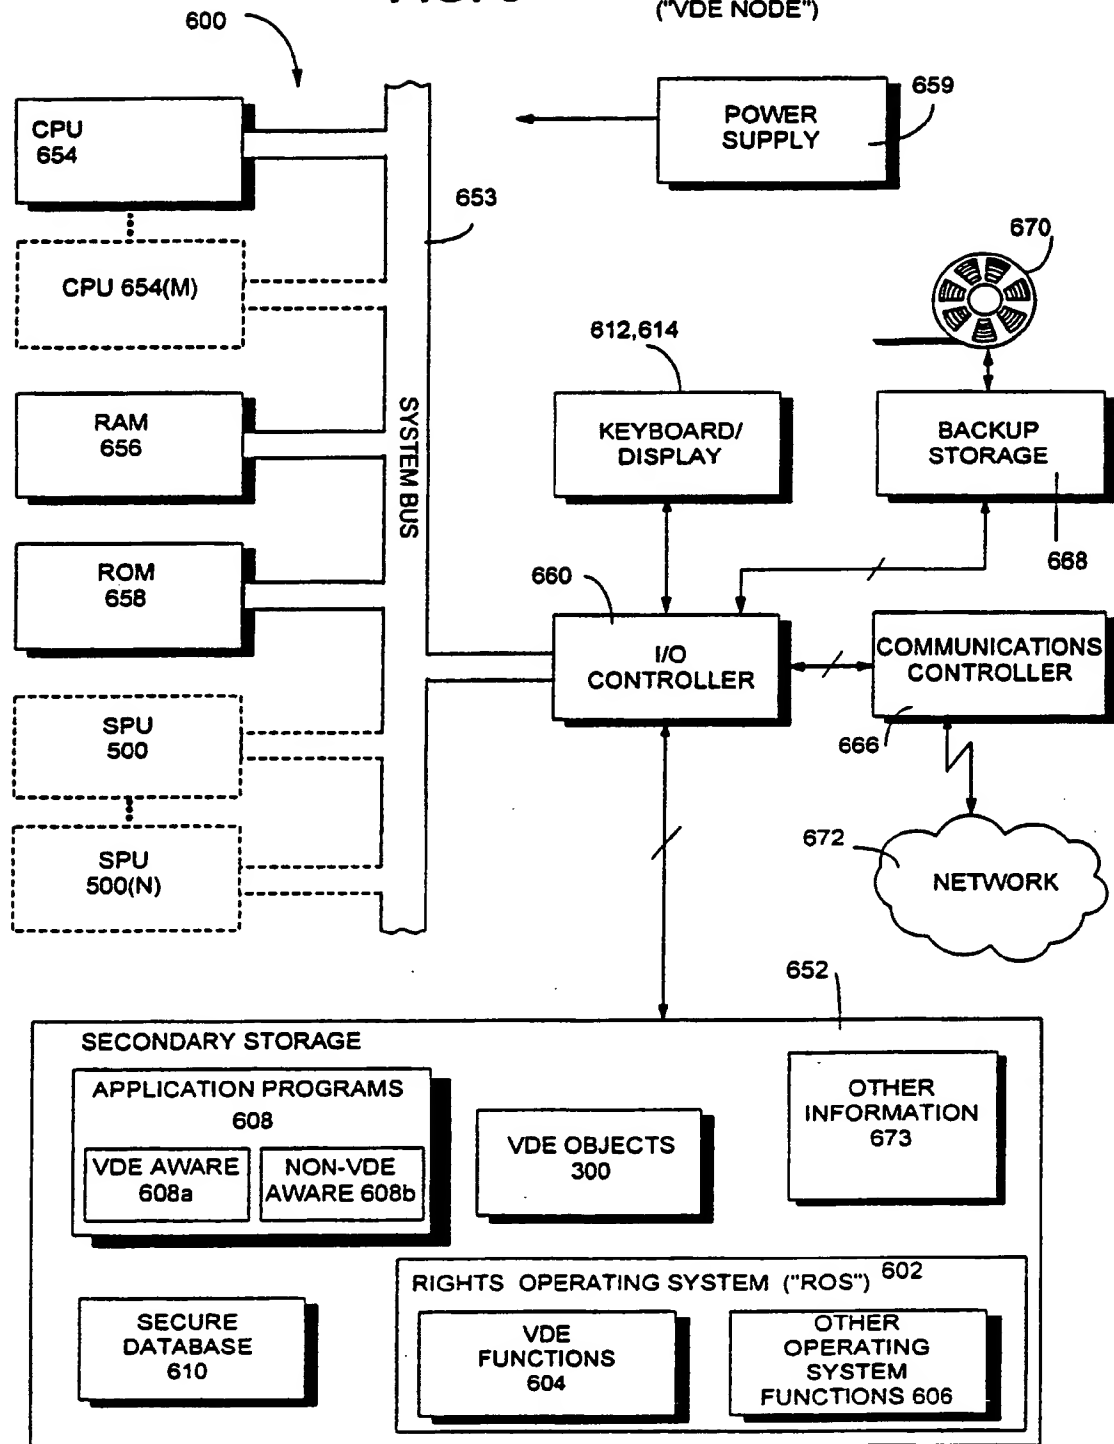 ("VDE NODE")
600
CPU
654
POWER
SUPPLY
659
653
CPU 654(M)
670
612,614
RAM
656
SYSTEM BUS
KEYBOARD/
DISPLAY
BACKUP
STORAGE
668
ROM
658
660
I/O
CONTROLLER
COMMUNICATIONS
CONTROLLER
666
SPU
500
SPU
500(N)
672
NETWORK
652
SECONDARY STORAGE
APPLICATION PROGRAMS
608
VDE AWARE
608a
NON-VDE
AWARE 608b
VDE OBJECTS
300
OTHER
INFORMATION
673
SECURE
DATABASE
610
RIGHTS OPERATING SYSTEM ("ROS") 602
VDE
FUNCTIONS
604
OTHER
OPERATING
SYSTEM
FUNCTIONS 606